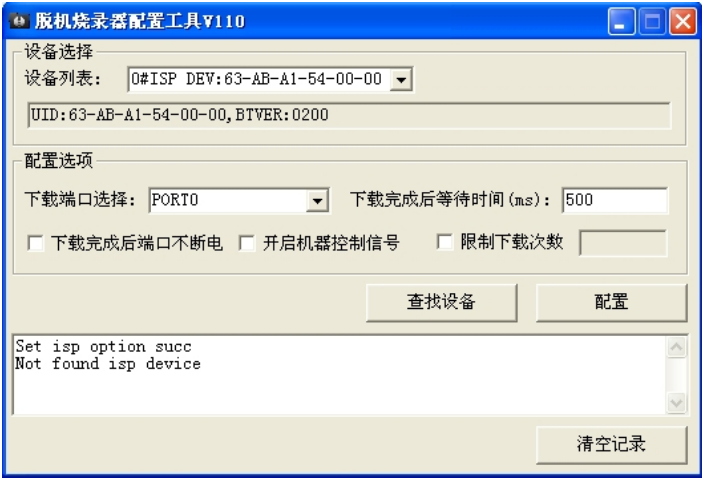 脱机烧录器配置工具V110
设备选择
设备列表： 0#ISP DEV:63-AB-A1-54-00-00
UID:63-AB-A1-54-00-00,BTVER:0200
配置选项
下载端口选择： PORT0 下载完成后等待时间(ms)： 500
下载完成后端口不断电 开启机器控制信号 限制下载次数
查找设备 配置
Set isp option succ
Not found isp device
清空记录